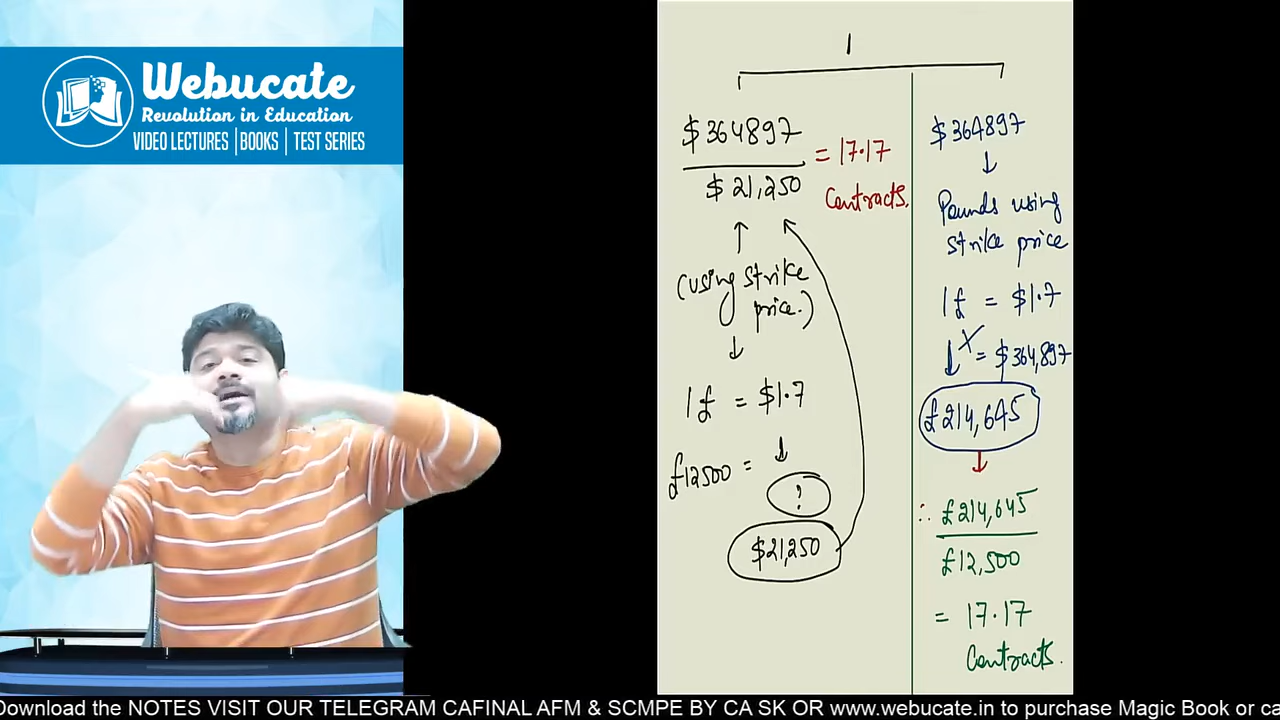 Webucate
Revolution in Education
VIDEO LECTURES | BOOKS | TEST SERIES
1
$364897
$21,250
= 17.17
Contracts.
(using strike
price.)
1£ = $1.7
£12500 =
?
$21,250
$364897
Pounds using
strike price
1£ = $1.7
X = $364,897
£214,645
∴ £214,645
£12,500
= 17.17
Contracts.
Download the NOTES VISIT OUR TELEGRAM CAFINAL AFM & SCMPE BY CA SK OR www.webucate.in to purchase Magic Book or ca